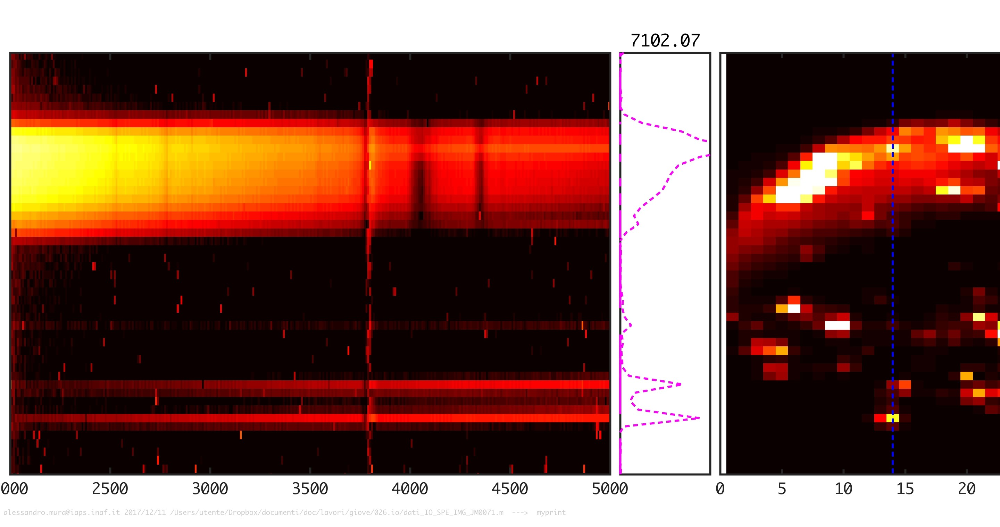 7102.07
000 2500 3000 3500 4000 4500 5000 0 5 10 15 20
alessandro.mura@iaps.inaf.it 2017/12/11 /Users/utente/Dropbox/documenti/doc/lavori/giove/026.io/dati_IO_SPE_IMG_JM0071.m ---> myprint